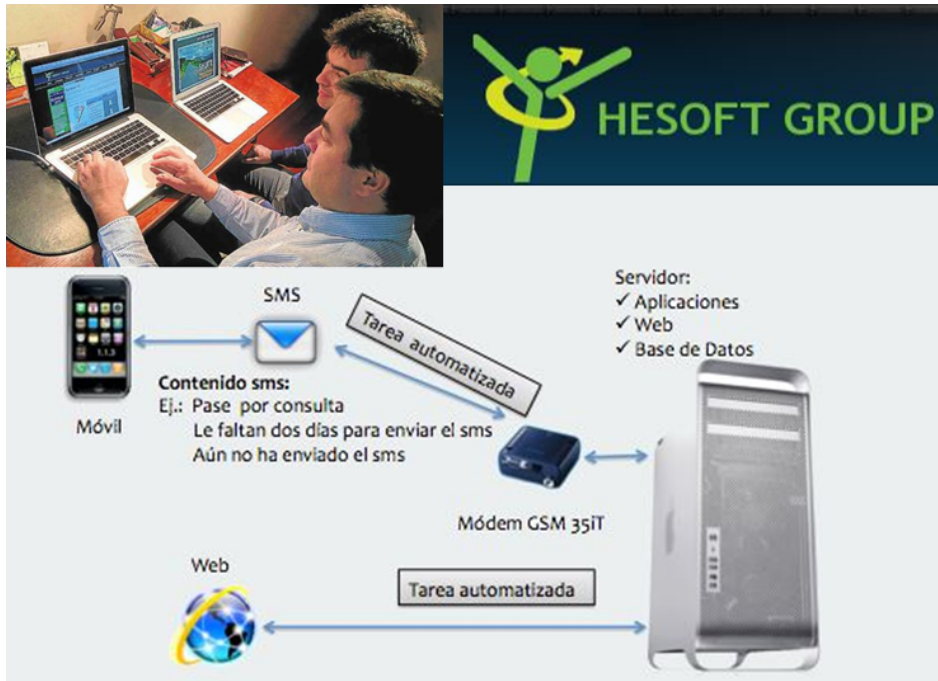 HESOFT GROUP
SMS
Tarea automatizada
Servidor:
✓ Aplicaciones
✓ Web
✓ Base de Datos
Móvil
Contenido sms:
Ej.: Pase por consulta
Le faltan dos días para enviar el sms
Aún no ha enviado el sms
Módem GSM 35iT
Web
Tarea automatizada